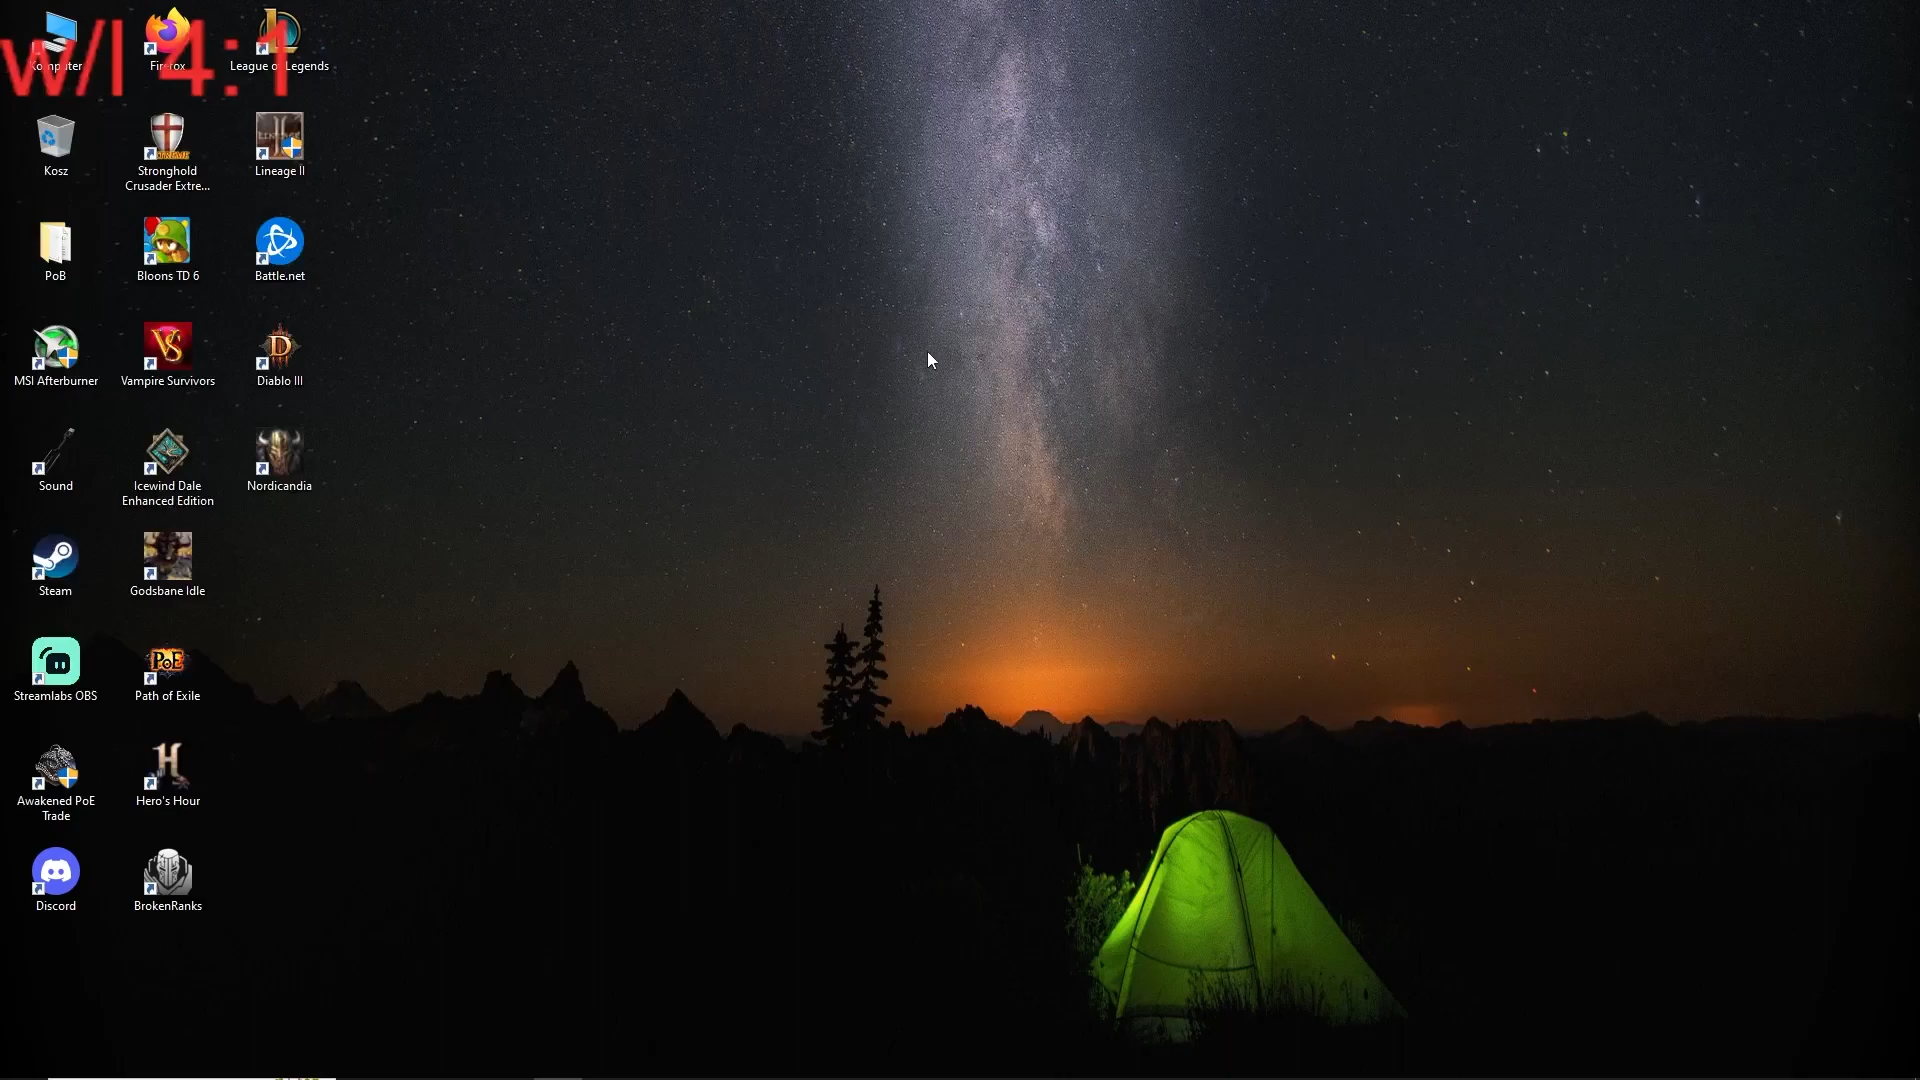 w/l 4:1
Komputer
Firefox
League of Legends
Kosz
Stronghold
Crusader Extre...
Lineage II
PoB
Bloons TD 6
Battle.net
MSI Afterburner
Vampire Survivors
Diablo III
Sound
Icewind Dale
Enhanced Edition
Nordicandia
Steam
Godsbane Idle
Streamlabs OBS
Path of Exile
Awakened PoE
Trade
Hero's Hour
Discord
BrokenRanks